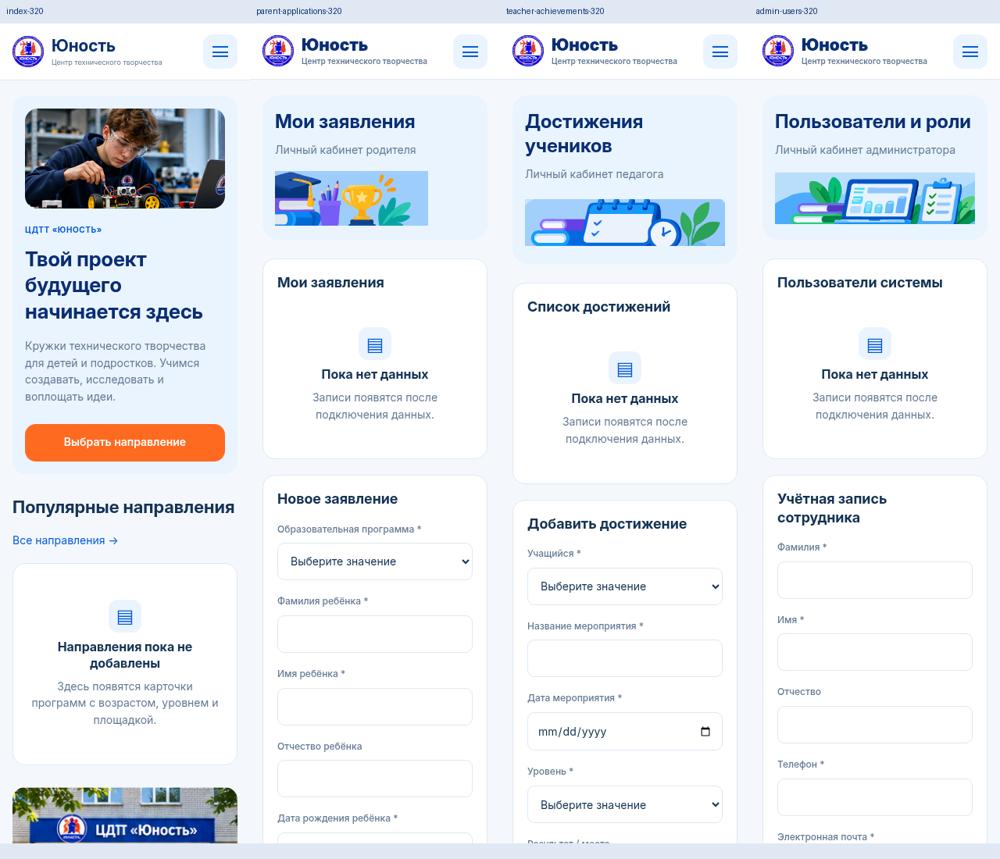 index-320
Юность
Центр технического творчества
ЦДТТ «ЮНОСТЬ»
Твой проект
будущего
начинается здесь
Кружки технического творчества
для детей и подростков. Учимся
создавать, исследовать и
воплощать идеи.
Выбрать направление
Популярные направления
Все направления →
Направления пока не
добавлены
Здесь появятся карточки
программ с возрастом, уровнем и
площадкой.
ЦДТТ «Юность»
parent-applications-320
Юность
Центр технического творчества
Мои заявления
Личный кабинет родителя
Мои заявления
Пока нет данных
Записи появятся после
подключения данных.
Новое заявление
Образовательная программа *
Выберите значение
Фамилия ребёнка *
Имя ребёнка *
Отчество ребёнка
Дата рождения ребёнка *
teacher-achievements-320
Юность
Центр технического творчества
Достижения
учеников
Личный кабинет педагога
Список достижений
Пока нет данных
Записи появятся после
подключения данных.
Добавить достижение
Учащийся *
Выберите значение
Название мероприятия *
Дата мероприятия *
mm/dd/yyyy
Уровень *
Выберите значение
Результат / место
admin-users-320
Юность
Центр технического творчества
Пользователи и роли
Личный кабинет администратора
Пользователи системы
Пока нет данных
Записи появятся после
подключения данных.
Учётная запись
сотрудника
Фамилия *
Имя *
Отчество
Телефон *
Электронная почта *